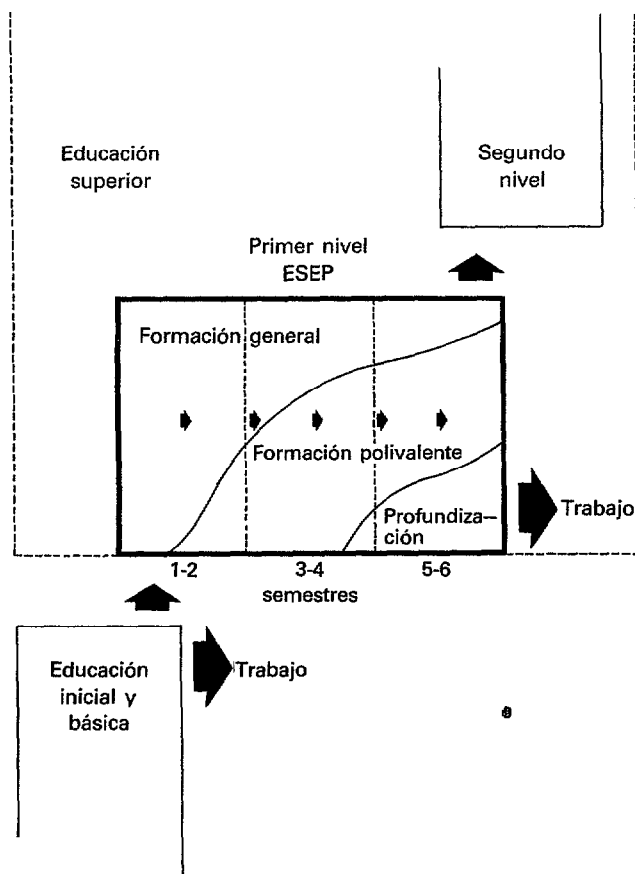 Educación
superior
Segundo
nivel
Primer nivel
ESEP
Formación general
Formación polivalente
Profundiza-
ción
Trabajo
1-2
3-4
5-6
semestres
Educación
inicial y
básica
Trabajo